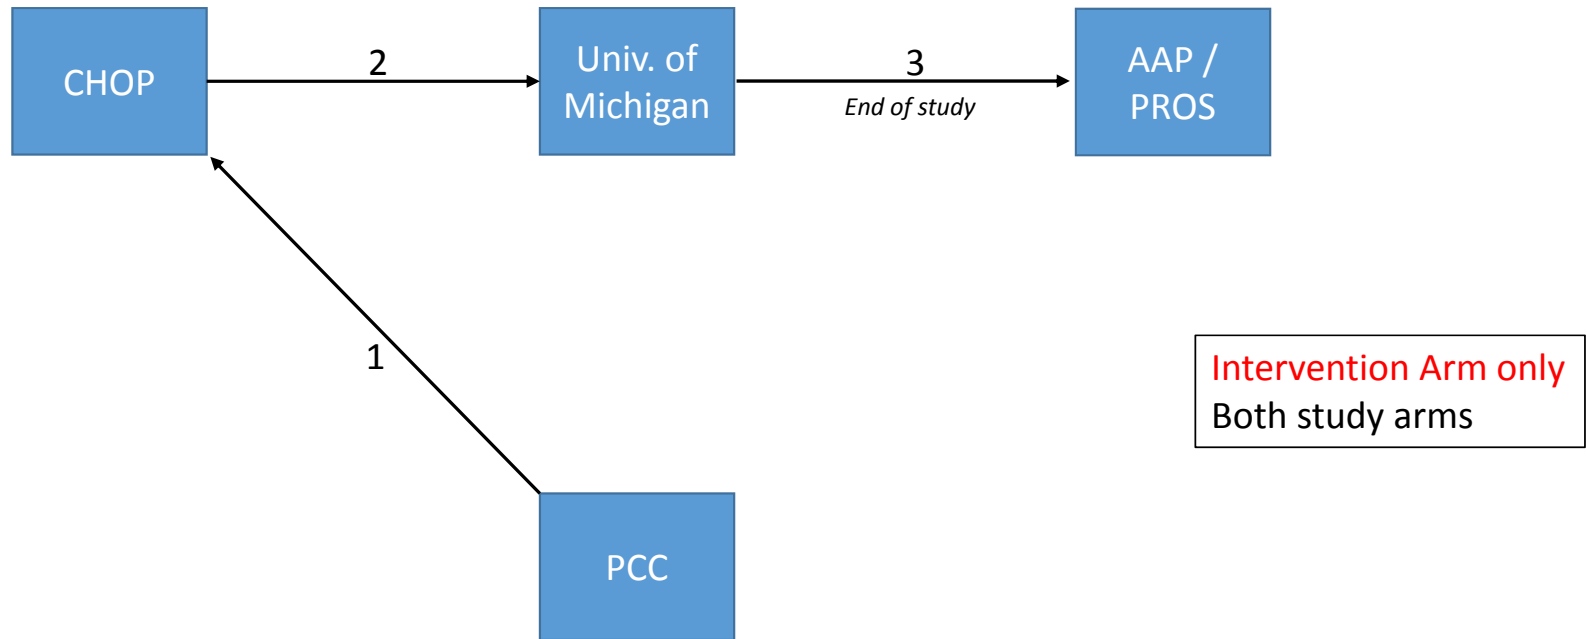 CHOP
2
Univ. of
Michigan
3
End of study
AAP /
PROS
1
Intervention Arm only
Both study arms
PCC